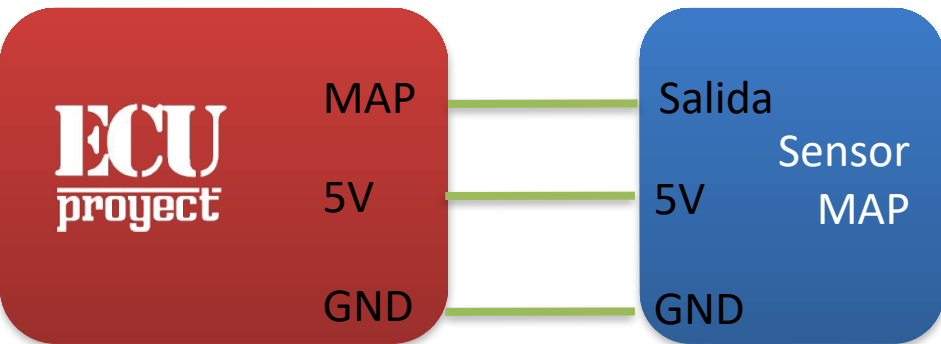 ECU
proyect
MAP
5V
GND
Salida
5V
GND
Sensor
MAP